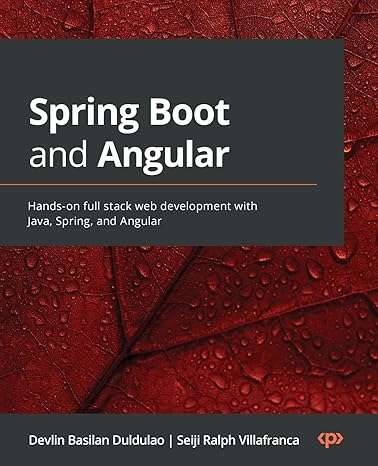 Spring Boot
and Angular
Hands-on full stack web development with
Java, Spring, and Angular
Devlin Basilan Duldulao | Seiji Ralph Villafranca
<p>